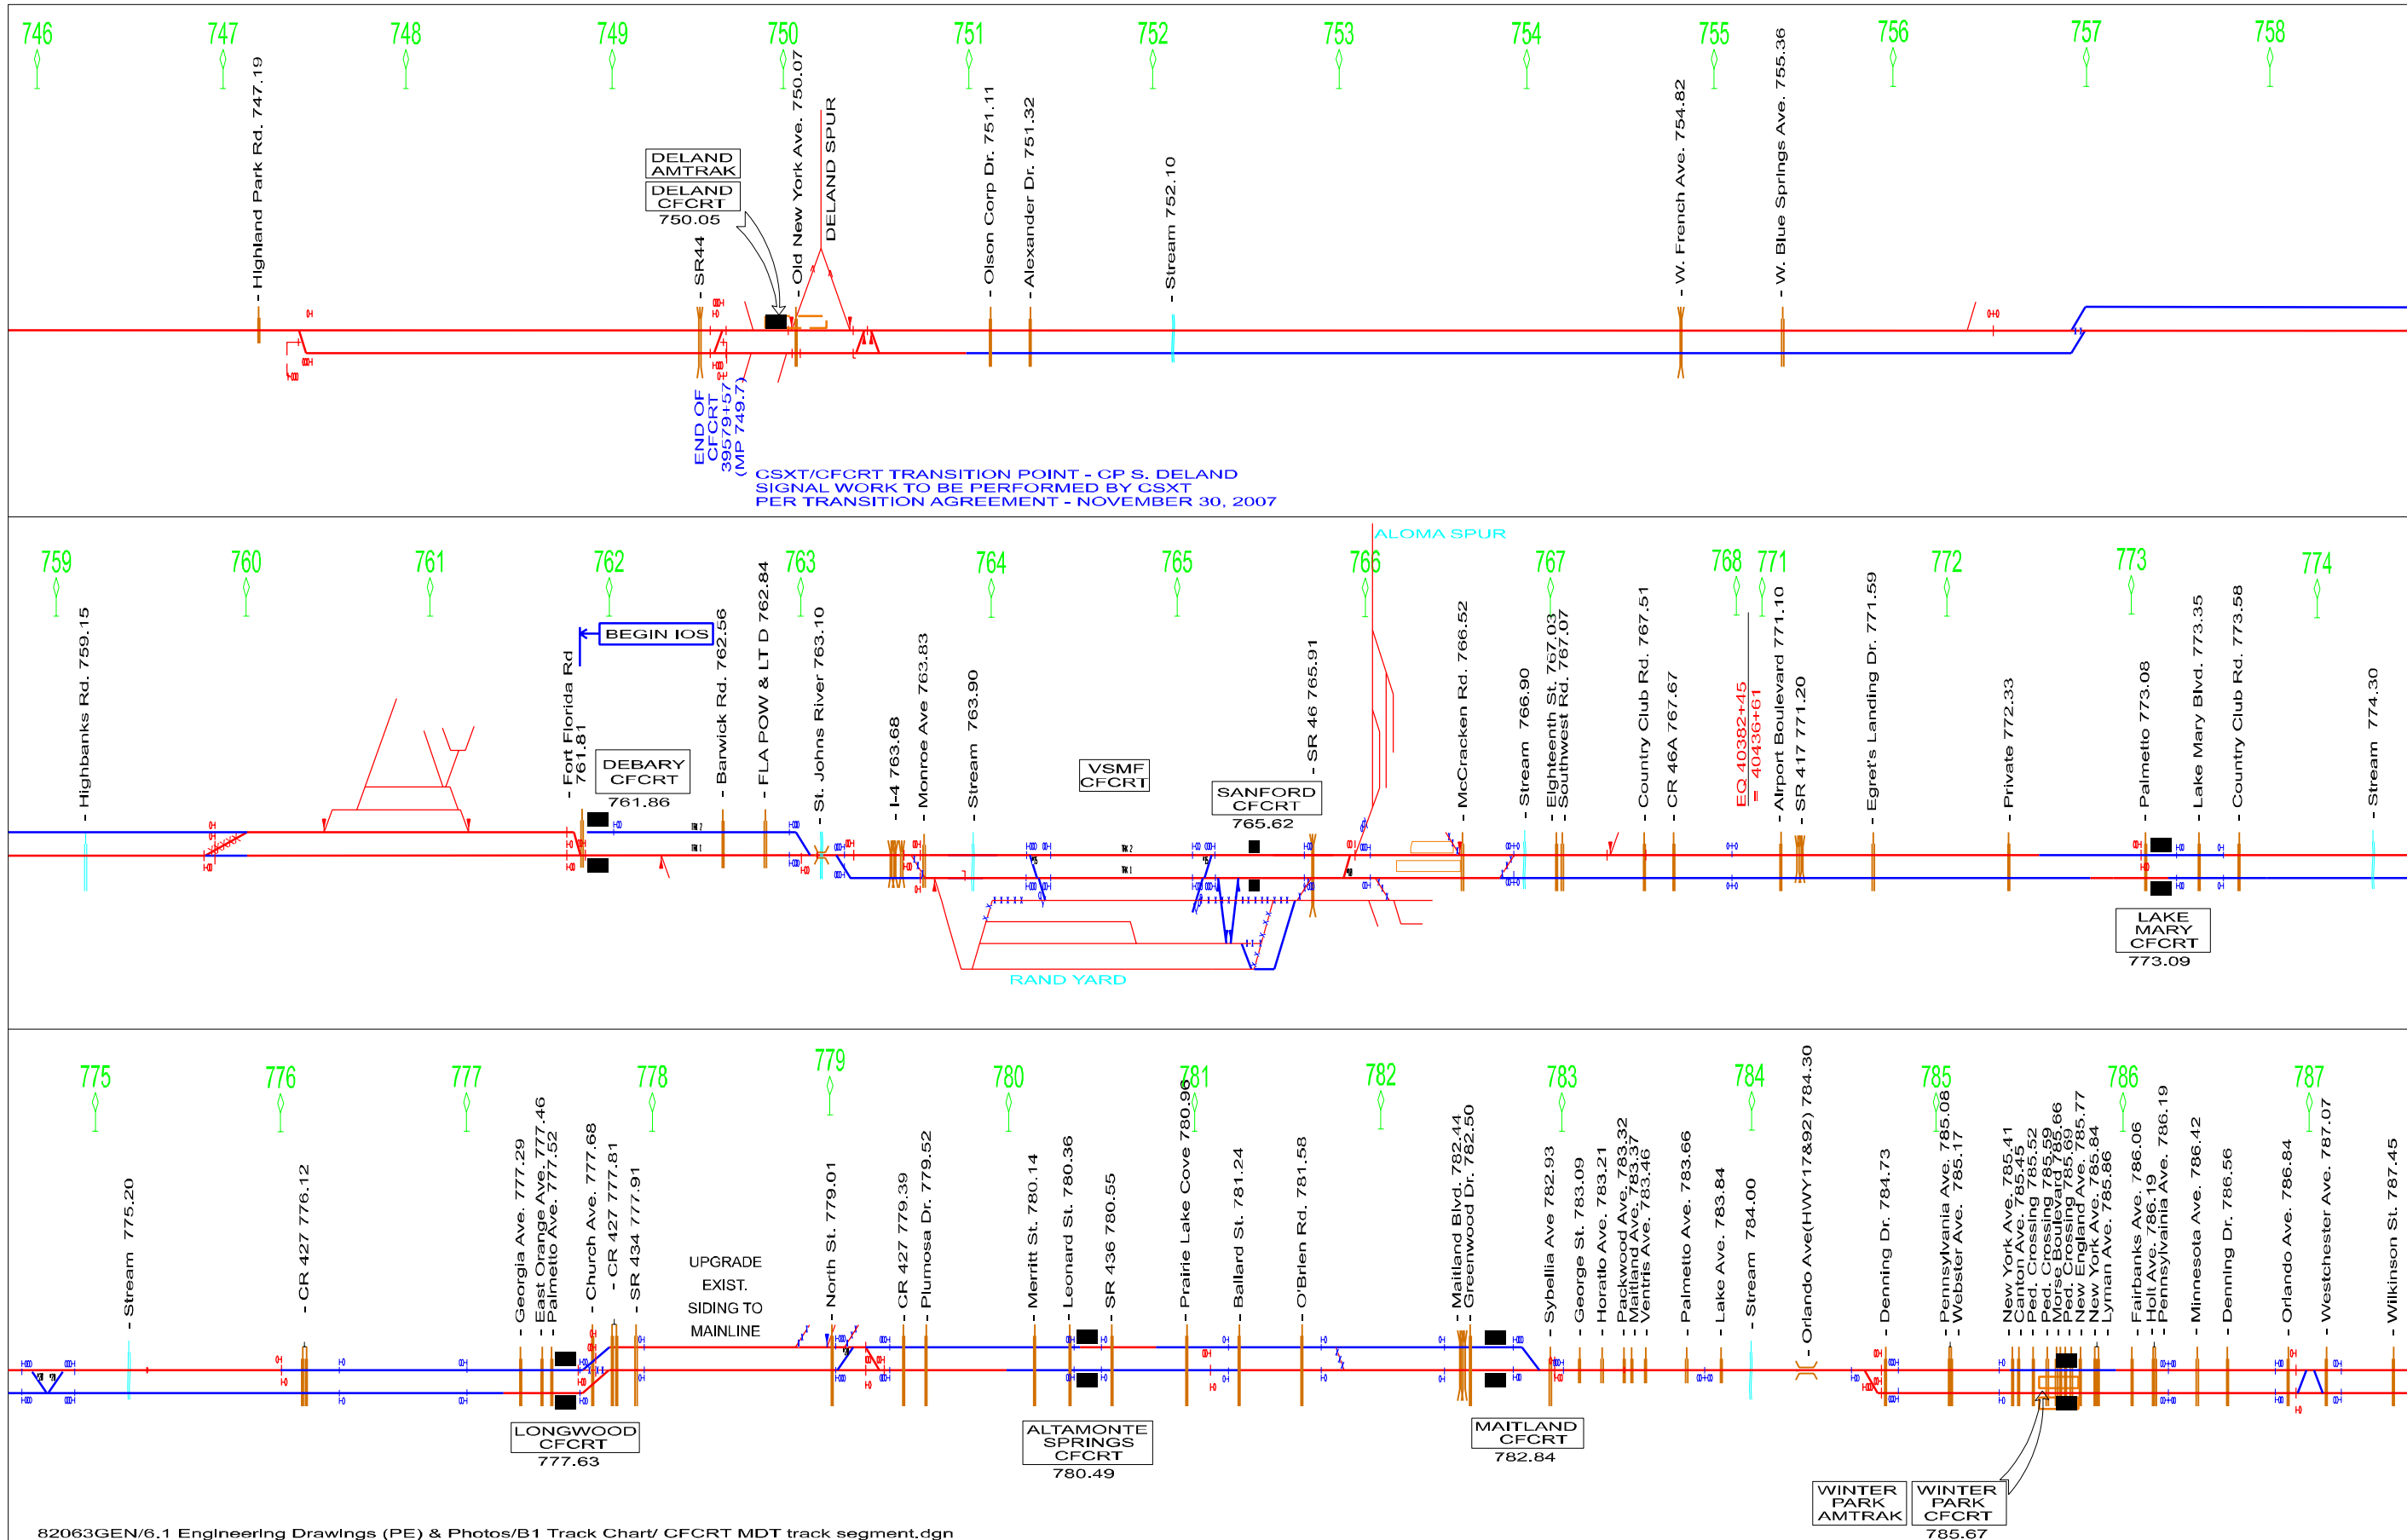 746
747
748
749
750
751
752
753
754
755
756
757
758
Highland Park Rd. 747.19
SR44
Old New York Ave. 750.07
DELAND SPUR
Olson Corp Dr. 751.11
Alexander Dr. 751.32
Stream 752.10
W. French Ave. 754.82
W. Blue Springs Ave. 755.36
DELAND
AMTRAK
DELAND
CFCRT
750.05
END OF
CFCRT
39579+57
(MP 749.7)
CSXT/CFCRT TRANSITION POINT - CP S. DELAND
SIGNAL WORK TO BE PERFORMED BY CSXT
PER TRANSITION AGREEMENT - NOVEMBER 30, 2007
759
760
761
762
763
764
765
766
767
768
771
772
773
774
ALOMA SPUR
Highbanks Rd. 759.15
Fort Florida Rd
761.81
BEGIN IOS
DEBARY
CFCRT
761.86
Barwick Rd. 762.56
FLA POW & LT D 762.84
St. Johns River 763.10
I-4 763.68
Monroe Ave 763.83
Stream 763.90
VSMF
CFCRT
SANFORD
CFCRT
765.62
SR 46 765.91
McCracken Rd. 766.52
Stream 766.90
Eighteenth St. 767.03
Southwest Rd. 767.07
Country Club Rd. 767.51
CR 46A 767.67
EQ 40382+45
= 40436+61
Airport Boulevard 771.10
SR 417 771.20
Egret's Landing Dr. 771.59
Private 772.33
Palmetto 773.08
Lake Mary Blvd. 773.35
Country Club Rd. 773.58
Stream 774.30
TRK 2
TRK 1
TRK 2
TRK 1
LAKE
MARY
CFCRT
773.09
RAND YARD
775
776
777
778
779
780
781
782
783
784
785
786
787
Stream 775.20
CR 427 776.12
Georgia Ave. 777.29
East Orange Ave. 777.46
Palmetto Ave. 777.52
Church Ave. 777.68
CR 427 777.81
SR 434 777.91
UPGRADE
EXIST.
SIDING TO
MAINLINE
North St. 779.01
CR 427 779.39
Plumosa Dr. 779.52
Merritt St. 780.14
Leonard St. 780.36
SR 436 780.55
Prairie Lake Cove 780.96
Ballard St. 781.24
O'Brien Rd. 781.58
Maitland Blvd. 782.44
Greenwood Dr. 782.50
Sybellia Ave 782.93
George St. 783.09
Horatio Ave. 783.21
Packwood Ave. 783.32
Maitland Ave. 783.37
Ventris Ave. 783.46
Palmeto Ave. 783.66
Lake Ave. 783.84
Stream 784.00
Orlando Ave(HWY17&92) 784.30
Denning Dr. 784.73
Pennsylvania Ave. 785.08
Webster Ave. 785.17
New York Ave. 785.41
Canton Ave. 785.45
Ped. Crossing 785.52
Ped. Crossing 785.59
Morse Boulevard 785.66
Ped. Crossing 785.69
New England Ave. 785.77
New York Ave. 785.84
Lyman Ave. 785.86
Fairbanks Ave. 786.06
Holt Ave. 786.19
Pennsylvainia Ave. 786.19
Minnesota Ave. 786.42
Denning Dr. 786.56
Orlando Ave. 786.84
Westchester Ave. 787.07
Wilkinson St. 787.45
LONGWOOD
CFCRT
777.63
ALTAMONTE
SPRINGS
CFCRT
780.49
MAITLAND
CFCRT
782.84
WINTER
PARK
AMTRAK
WINTER
PARK
CFCRT
785.67
82063GEN/6.1 Engineering Drawings (PE) & Photos/B1 Track Chart/ CFCRT MDT track segment.dgn